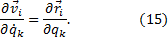 ∂v⃗ᵢ/∂q̇ₖ = ∂r⃗ᵢ/∂qₖ. (15)